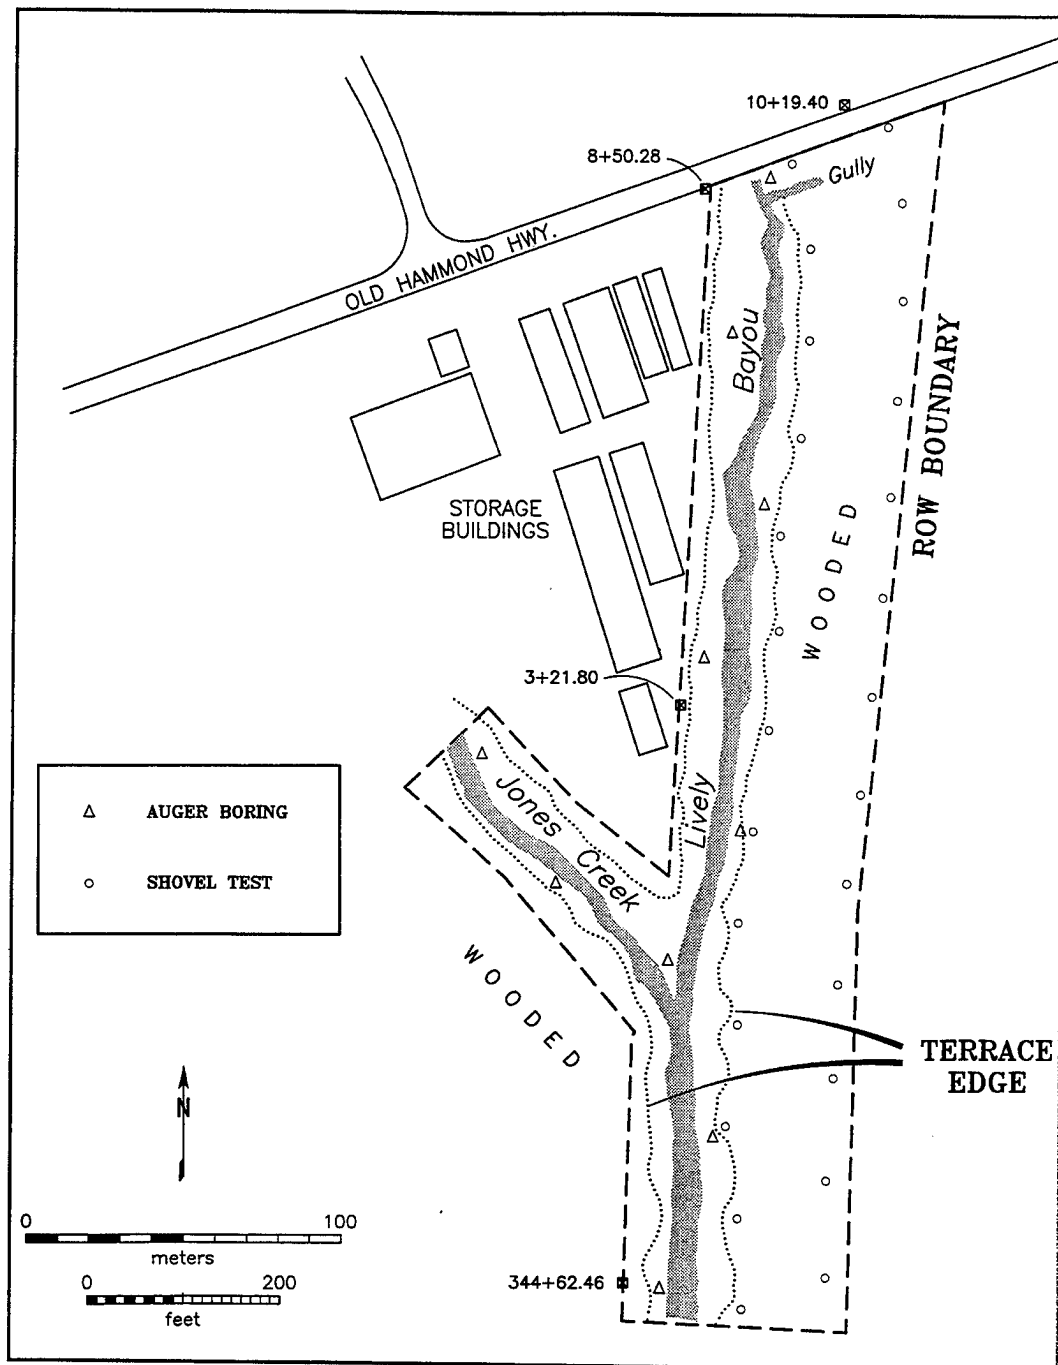 10+19.40
8+50.28
Gully
OLD HAMMOND HWY.
Bayou
ROW BOUNDARY
STORAGE
BUILDINGS
WOODED
3+21.80
Jones Creek
Lively
AUGER BORING
SHOVEL TEST
WOODED
TERRACE
EDGE
N
0 100
meters
344+62.46
0 200
feet